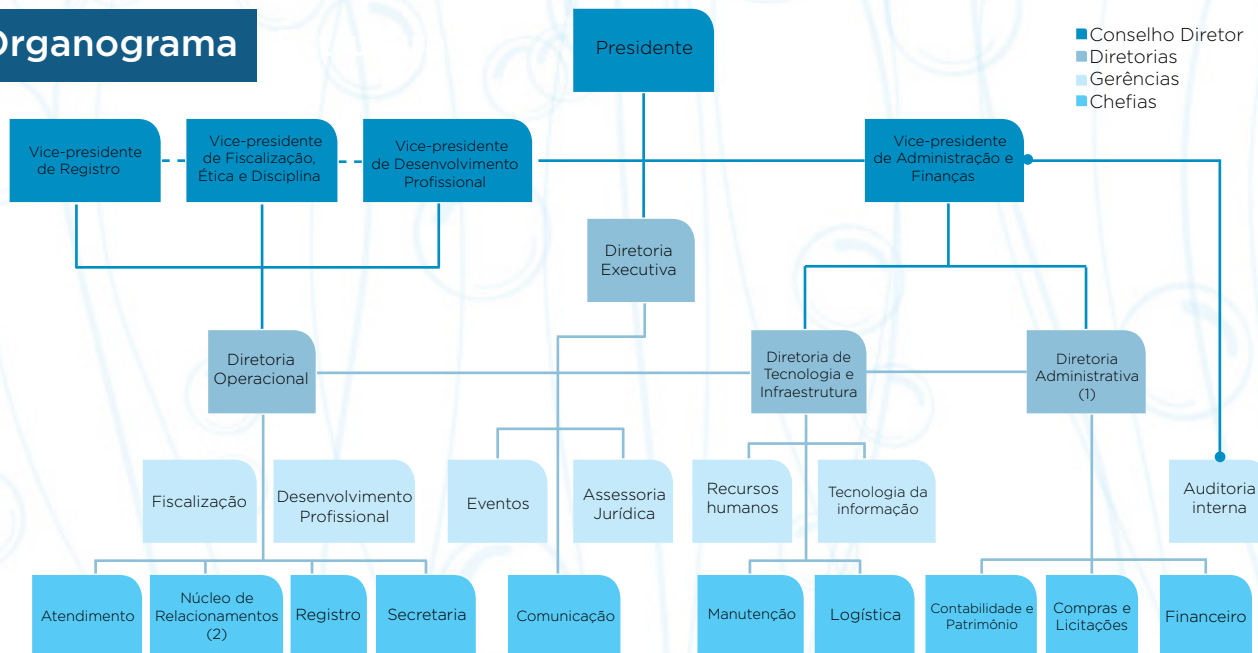 Organograma
Presidente
Conselho Diretor
Diretorias
Gerências
Chefias
Vice-presidente
de Registro
Vice-presidente
de Fiscalização,
Ética e Disciplina
Vice-presidente
de Desenvolvimento
Profissional
Vice-presidente
de Administração e
Finanças
Diretoria
Executiva
Diretoria
Operacional
Diretoria de
Tecnologia e
Infraestrutura
Diretoria
Administrativa
(1)
Fiscalização
Desenvolvimento
Profissional
Eventos
Assessoria
Jurídica
Recursos
humanos
Tecnologia da
informação
Auditoria
interna
Atendimento
Núcleo de
Relacionamentos
(2)
Registro
Secretaria
Comunicação
Manutenção
Logística
Contabilidade e
Patrimônio
Compras e
Licitações
Financeiro